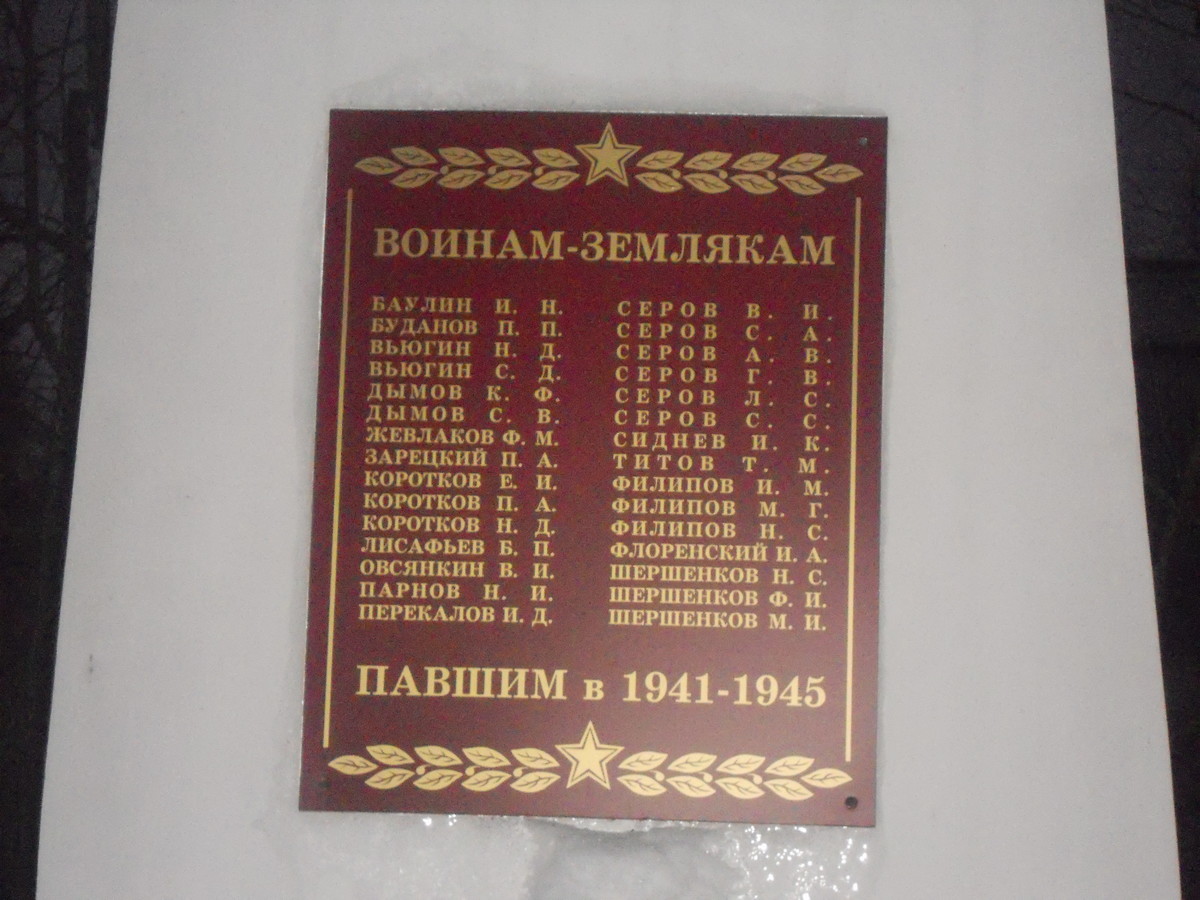 ВОИНАМ-ЗЕМЛЯКАМ
БАУЛИН И. Н.
БУДАНОВ П. П.
ВЬЮГИН Н. Д.
ВЬЮГИН С. Д.
ДЫМОВ К. Ф.
ДЫМОВ С. В.
ЖЕВЛАКОВ Ф. М.
ЗАРЕЦКИЙ П. А.
КОРОТКОВ Е. И.
КОРОТКОВ П. А.
КОРОТКОВ Н. Д.
ЛИСАФЬЕВ Б. П.
ОВСЯНКИН В. И.
ПАРНОВ Н. И.
ПЕРЕКАЛОВ И. Д.
СЕРОВ В. И.
СЕРОВ С. А.
СЕРОВ А. В.
СЕРОВ Г. В.
СЕРОВ Л. С.
СЕРОВ С. С.
СИДНЕВ И. К.
ТИТОВ Т. М.
ФИЛИПОВ И. М.
ФИЛИПОВ М. Г.
ФИЛИПОВ Н. С.
ФЛОРЕНСКИЙ И. А.
ШЕРШЕНКОВ Н. С.
ШЕРШЕНКОВ Ф. И.
ШЕРШЕНКОВ М. И.
ПАВШИМ в 1941-1945